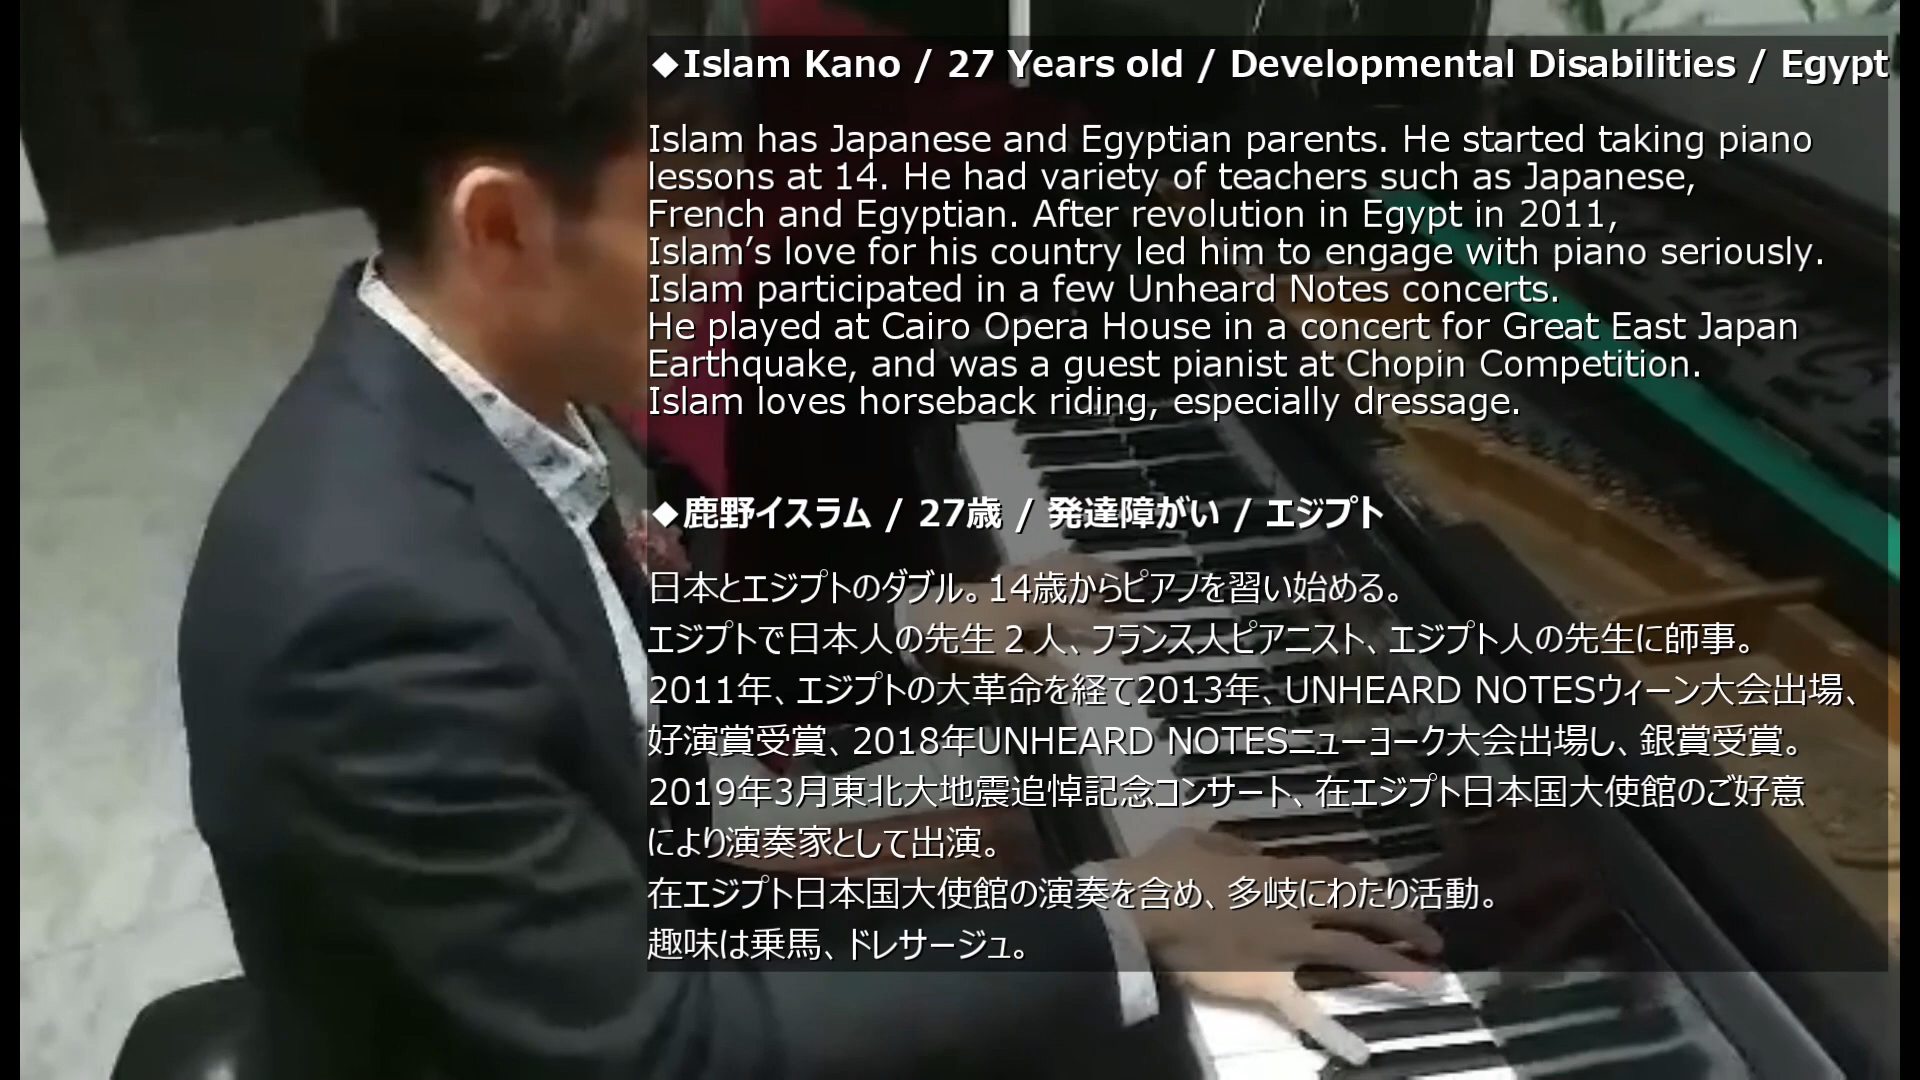 ◆Islam Kano / 27 Years old / Developmental Disabilities / Egypt
Islam has Japanese and Egyptian parents. He started taking piano
lessons at 14. He had variety of teachers such as Japanese,
French and Egyptian. After revolution in Egypt in 2011,
Islam’s love for his country led him to engage with piano seriously.
Islam participated in a few Unheard Notes concerts.
He played at Cairo Opera House in a concert for Great East Japan
Earthquake, and was a guest pianist at Chopin Competition.
Islam loves horseback riding, especially dressage.
◆鹿野イスラム / 27歳 / 発達障がい / エジプト
日本とエジプトのダブル。14歳からピアノを習い始める。
エジプトで日本人の先生２人、フランス人ピアニスト、エジプト人の先生に師事。
2011年、エジプトの大革命を経て2013年、UNHEARD NOTESウィーン大会出場、
好演賞受賞、2018年UNHEARD NOTESニューヨーク大会出場し、銀賞受賞。
2019年3月東北大地震追悼記念コンサート、在エジプト日本国大使館のご好意
により演奏家として出演。
在エジプト日本国大使館の演奏を含め、多岐にわたり活動。
趣味は乗馬、ドレサージュ。